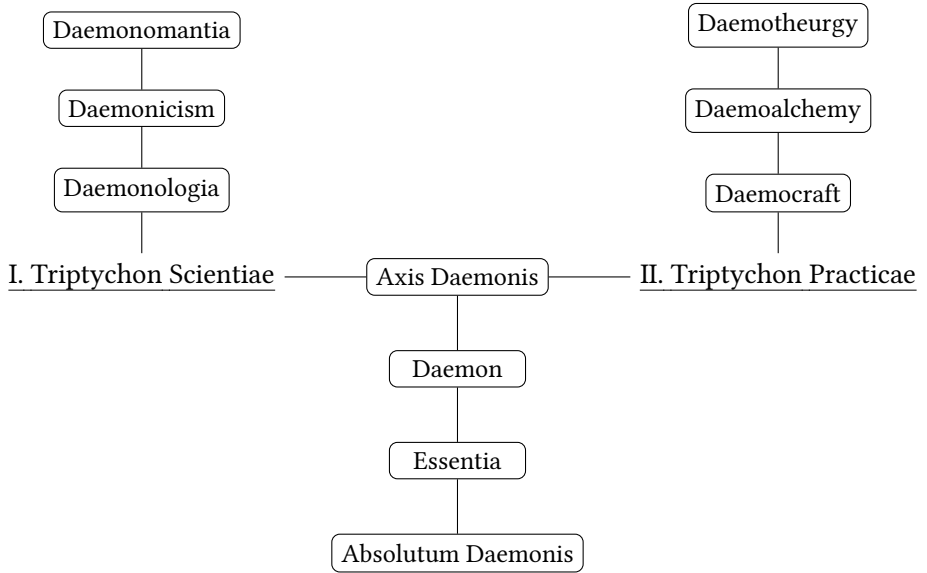 Daemonomantia
Daemotheurgy
Daemonicism
Daemoalchemy
Daemonologia
Daemocraft
I. Triptychon Scientiae
Axis Daemonis
II. Triptychon Practicae
Daemon
Essentia
Absolutum Daemonis